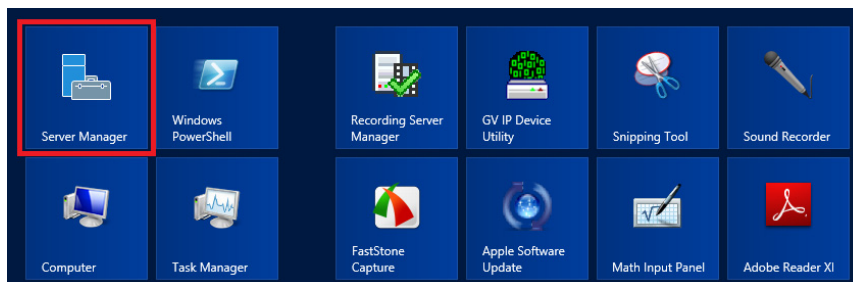 Server Manager
Windows
PowerShell
Recording Server
Manager
GV IP Device
Utility
Snipping Tool
Sound Recorder
Computer
Task Manager
FastStone
Capture
Apple Software
Update
Math Input Panel
Adobe Reader XI